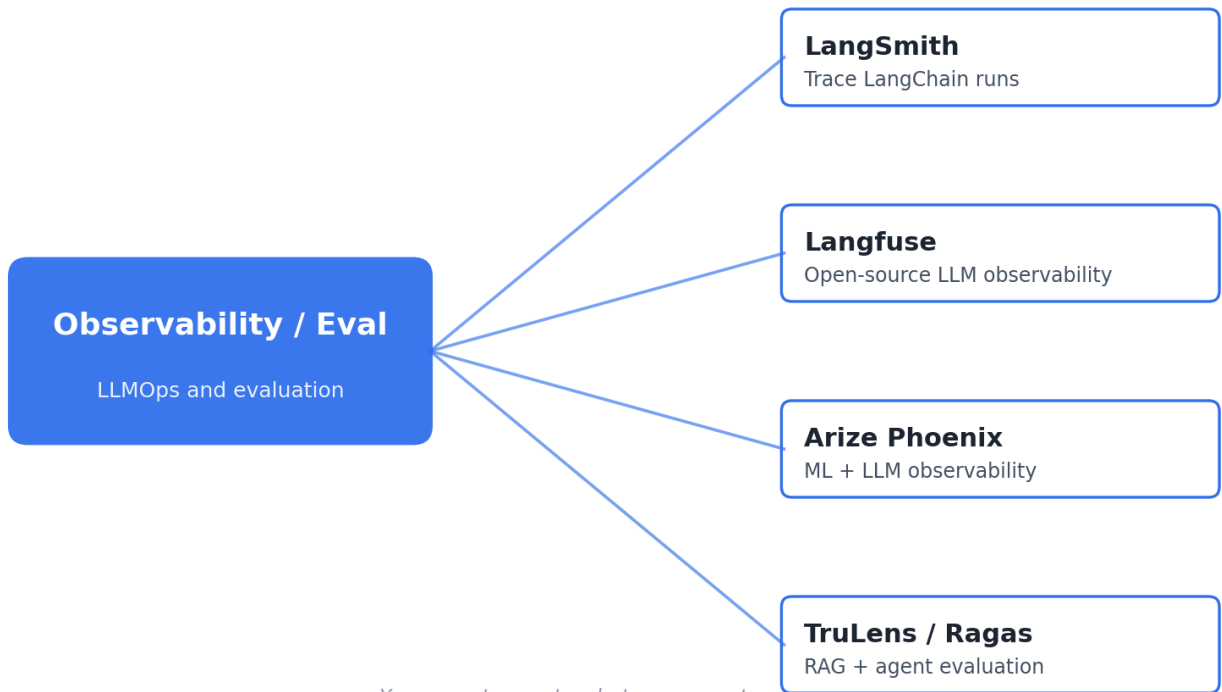 LangSmith
Trace LangChain runs
Langfuse
Open-source LLM observability
Observability / Eval
LLMOps and evaluation
Arize Phoenix
ML + LLM observability
TruLens / Ragas
RAG + agent evaluation